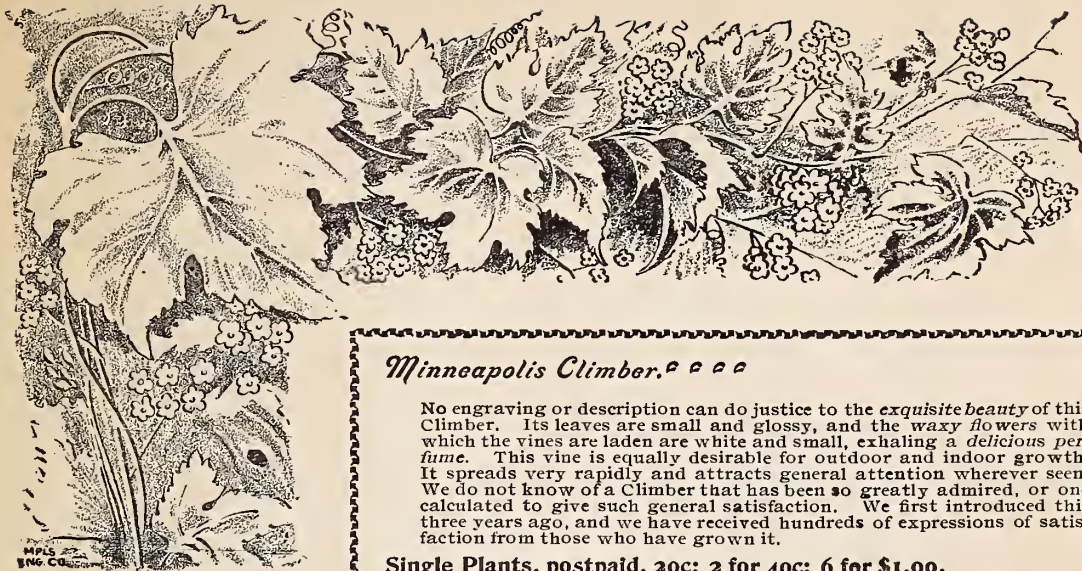 Minneapolis Climber.
No engraving or description can do justice to the exquisite beauty of thi
Climber. Its leaves are small and glossy, and the waxy flowers with
which the vines are laden are white and small, exhaling a delicious per
fume. This vine is equally desirable for outdoor and indoor growth
It spreads very rapidly and attracts general attention wherever seen
We do not know of a Climber that has been so greatly admired, or on
calculated to give such general satisfaction. We first introduced thi
three years ago, and we have received hundreds of expressions of satis
faction from those who have grown it.
Single Plants, postpaid, 20c; 3 for 40c; 6 for $1.00.
MPLS
ENG. CO.